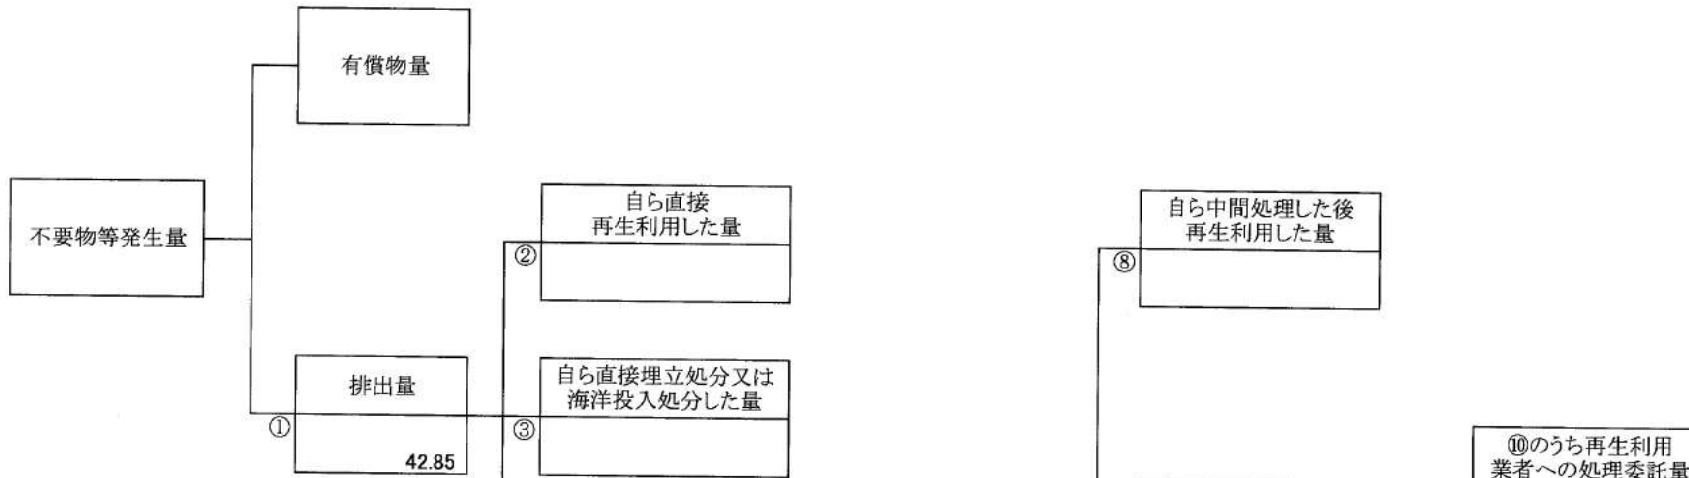 有償物量
不要物等発生量
自ら直接
再生利用した量
②
自ら中間処理した後
再生利用した量
⑧
排出量
①
42.85
自ら直接埋立処分又は
海洋投入処分した量
③
⑩のうち再生利用
業者への処理委託量